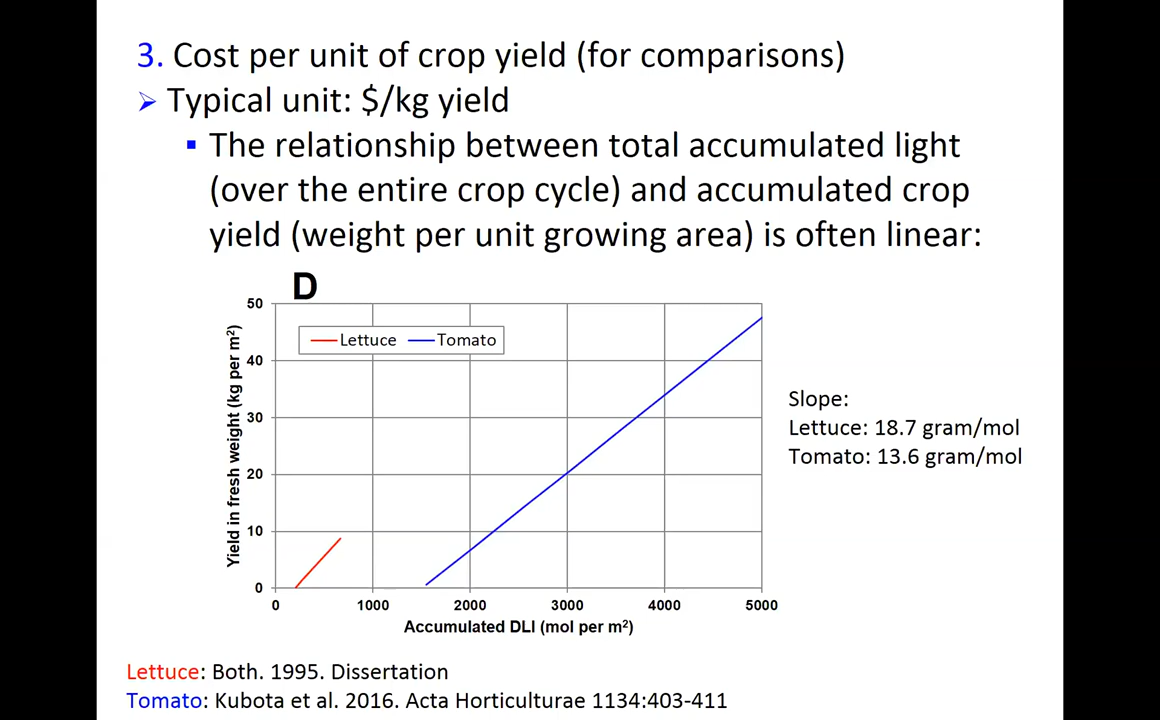 3. Cost per unit of crop yield (for comparisons)
Typical unit: $/kg yield
The relationship between total accumulated light
(over the entire crop cycle) and accumulated crop
yield (weight per unit growing area) is often linear:
D
Yield in fresh weight (kg per m²)
50
40
30
20
10
0
Lettuce Tomato
0 1000 2000 3000 4000 5000
Accumulated DLI (mol per m²)
Slope:
Lettuce: 18.7 gram/mol
Tomato: 13.6 gram/mol
Lettuce: Both. 1995. Dissertation
Tomato: Kubota et al. 2016. Acta Horticulturae 1134:403-411